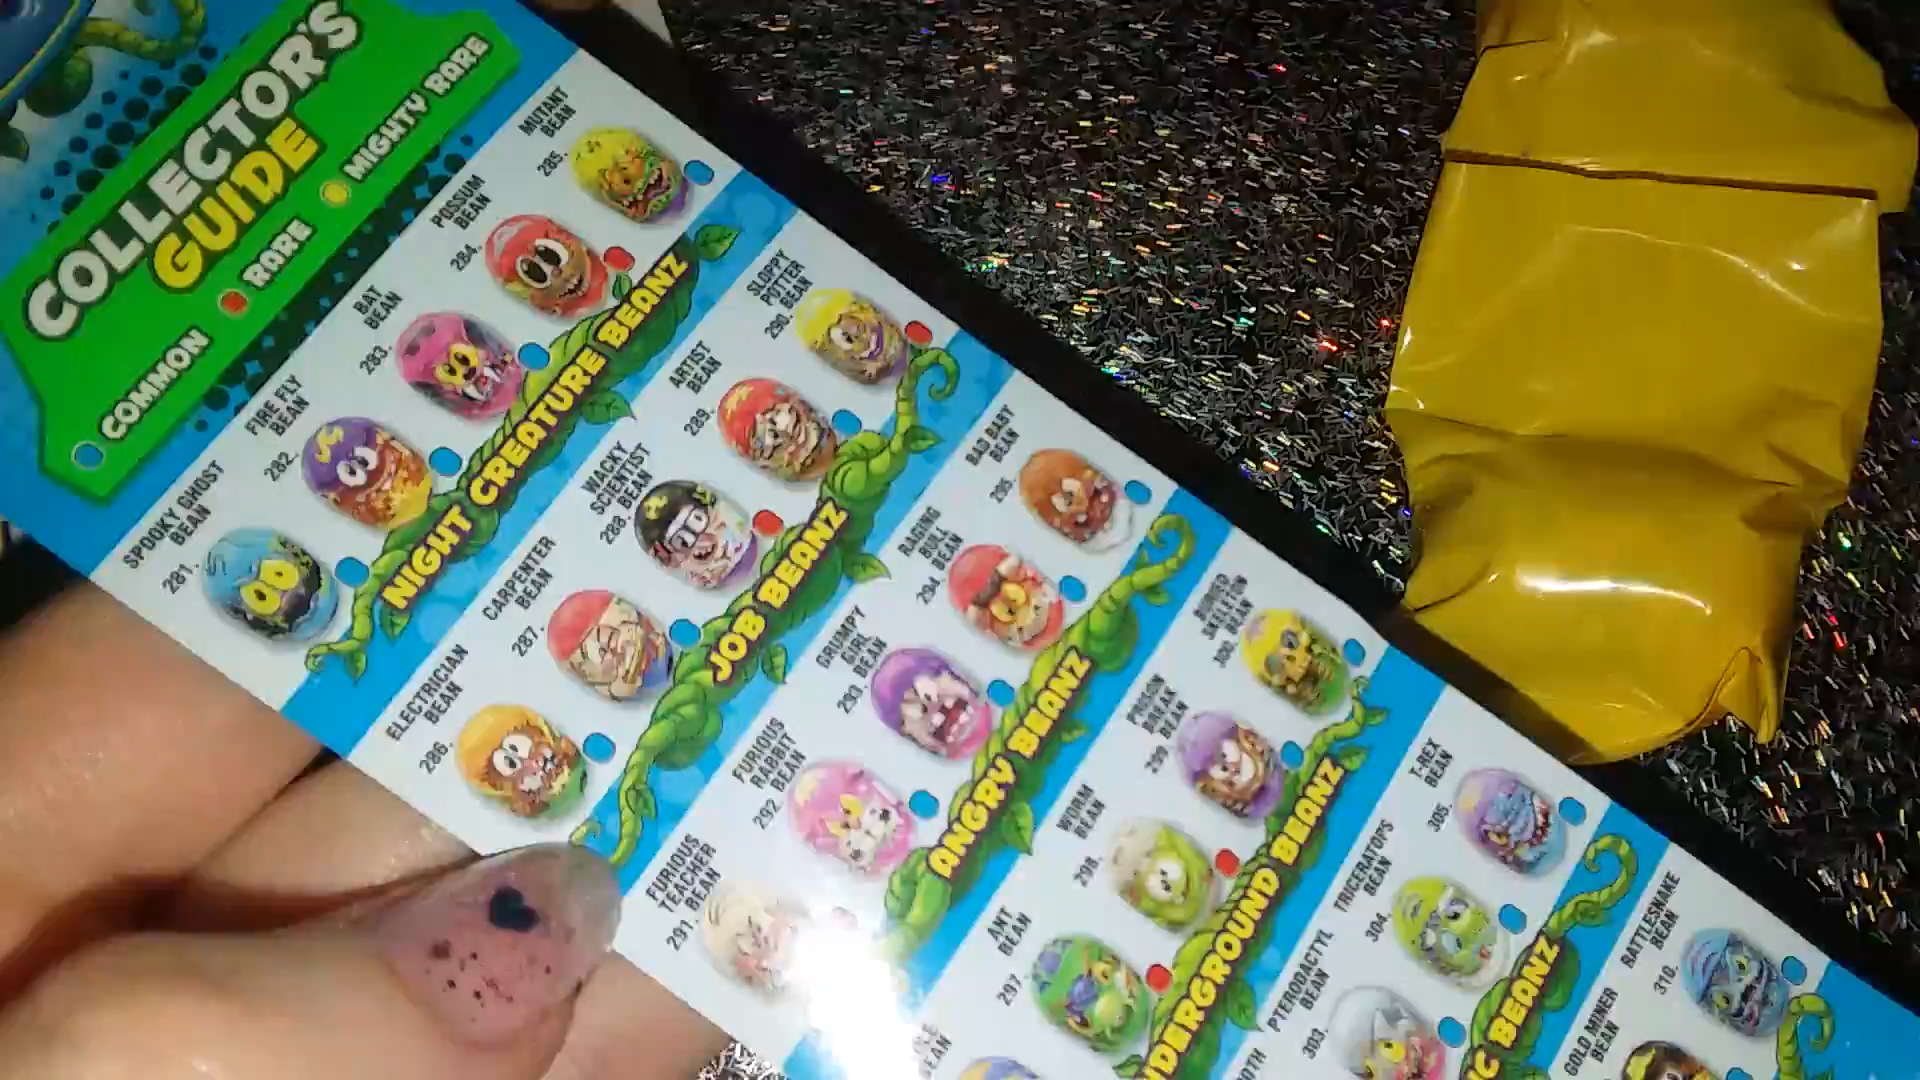 COLLECTOR'S
GUIDE
COMMON
RARE
MIGHTY RARE
SPOOKY GHOST
BEAN
281.
FIRE FLY
BEAN
282.
BAT
BEAN
283.
POSSUM
BEAN
284.
MUTANT
BEAN
285.
NIGHT CREATURE BEANZ
ELECTRICIAN
BEAN
286.
CARPENTER
BEAN
287.
WACKY
SCIENTIST
288. BEAN
ARTIST
BEAN
289.
SLOPPY
POTTER
290. BEAN
JOB BEANZ
FURIOUS
TEACHER
291. BEAN
FURIOUS
RABBIT
292. BEAN
GRUMPY
GIRL
293. BEAN
RAGING
BULL
294. BEAN
BAD BABY
BEAN
295.
ANGRY BEANZ
BEAN
ANT
BEAN
297.
WORM
BEAN
298.
PRISON
BREAK
299. BEAN
BURIED
SKELETON
300. BEAN
NDERGROUND BEANZ
OTH
PTERODACTYL
BEAN
303.
TRICERATOPS
BEAN
304.
T-REX
BEAN
305.
IC BEANZ
GOLD MINER
BEAN
RATTLESNAKE
BEAN
310.